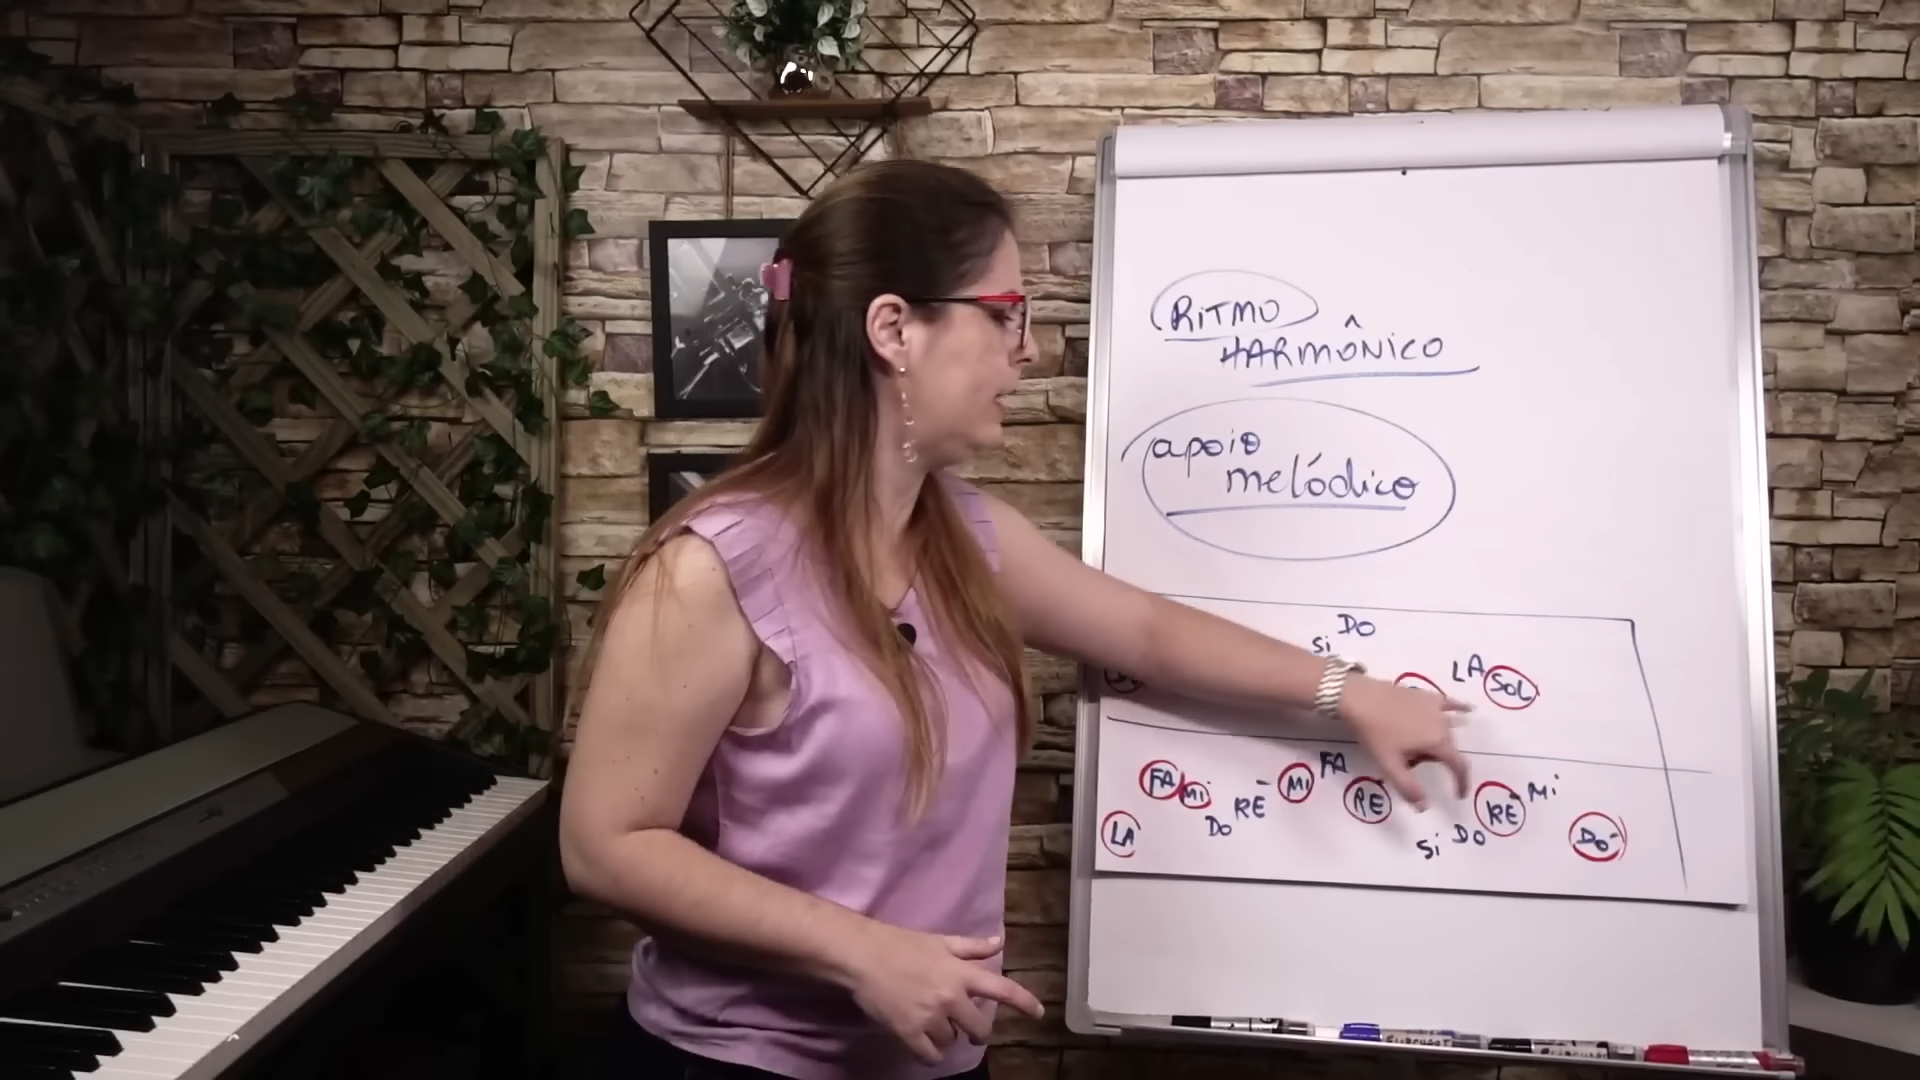 RITMO
HARMÔNICO
apoio
melódico
Si DO
LA SOL
FA MI DO RÉ MI FA RÉ Si DO RÉ Mi
LA DO